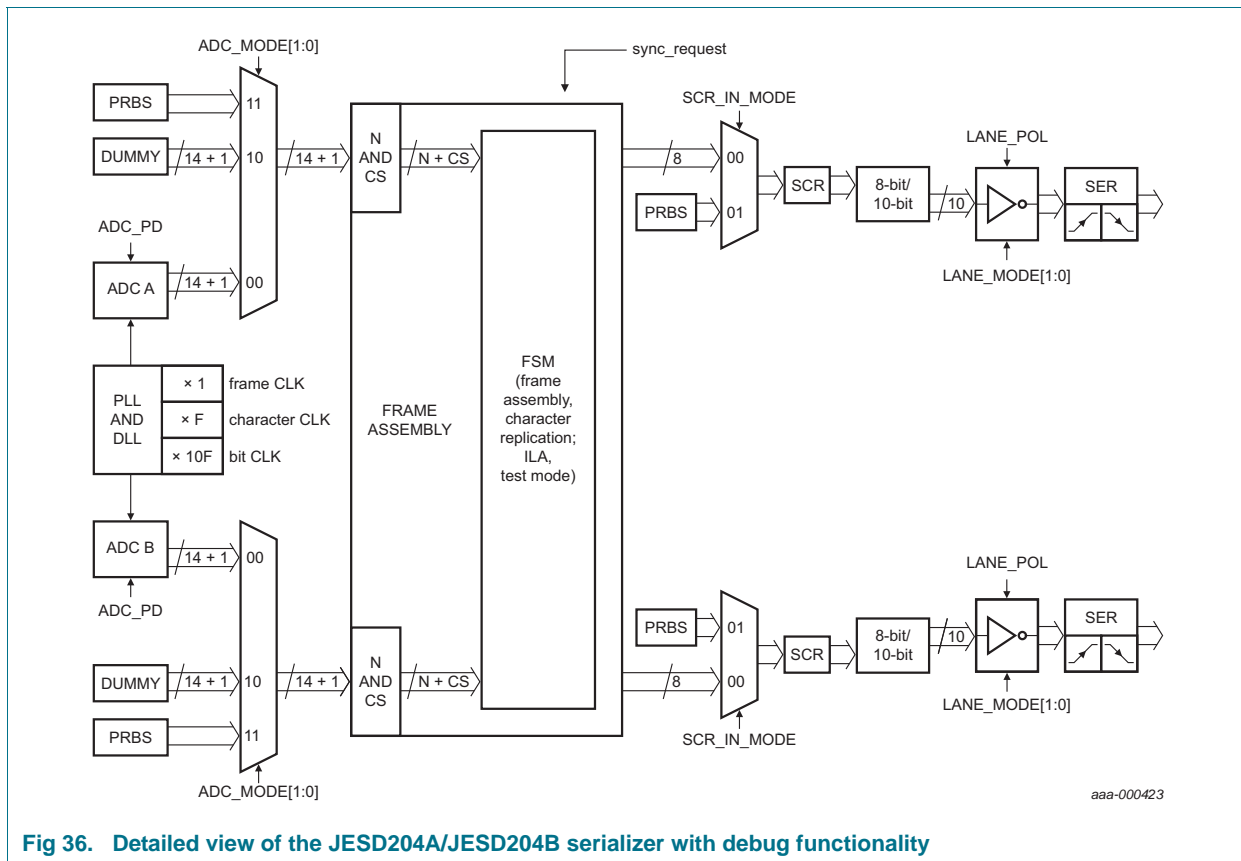 ADC_MODE[1:0]
sync_request
PRBS
11
SCR_IN_MODE
DUMMY
14 + 1
10
14 + 1
N
AND
CS
N + CS
8
00
LANE_POL
SCR
8-bit/
10-bit
10
SER
PRBS
01
LANE_MODE[1:0]
ADC_PD
ADC A
14 + 1
00
PLL
AND
DLL
× 1
frame CLK
× F
character CLK
× 10F
bit CLK
FRAME
ASSEMBLY
FSM
(frame
assembly,
character
replication;
ILA,
test mode)
ADC B
14 + 1
00
ADC_PD
LANE_POL
PRBS
01
SCR
8-bit/
10-bit
10
SER
DUMMY
14 + 1
10
14 + 1
N
AND
CS
N + CS
8
00
LANE_MODE[1:0]
PRBS
11
SCR_IN_MODE
ADC_MODE[1:0]
aaa-000423
Fig 36. Detailed view of the JESD204A/JESD204B serializer with debug functionality